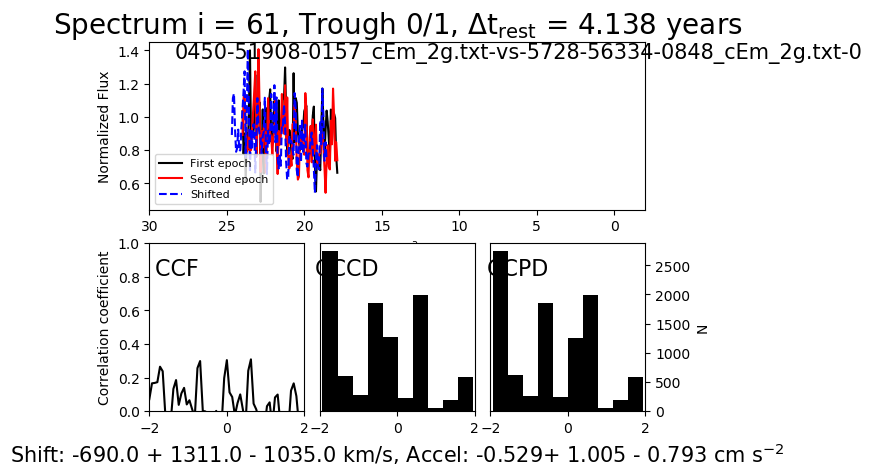 Spectrum i = 61, Trough 0/1, Δt_rest = 4.138 years
0450-51908-0157_cEm_2g.txt-vs-5728-56334-0848_cEm_2g.txt-0
Normalized Flux
1.4
1.2
1.0
0.8
0.6
First epoch
Second epoch
Shifted
30 25 20 15 10 5 0
Correlation coefficient
1.0
0.8
0.6
0.4
0.2
0.0
CCF
CCCD
CCPD
2500
2000
1500
1000
500
0
N
−2 0 2 −2 0 −2 0 2
Shift: -690.0 + 1311.0 - 1035.0 km/s, Accel: -0.529+ 1.005 - 0.793 cm s⁻²